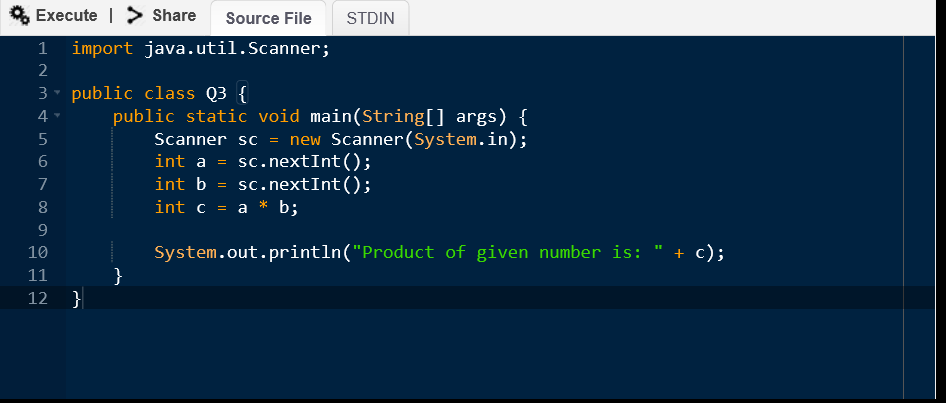 Execute | Share Source File STDIN
1 import java.util.Scanner;
2
3 public class Q3 {
4     public static void main(String[] args) {
5         Scanner sc = new Scanner(System.in);
6         int a = sc.nextInt();
7         int b = sc.nextInt();
8         int c = a * b;
9
10         System.out.println("Product of given number is: " + c);
11     }
12 }